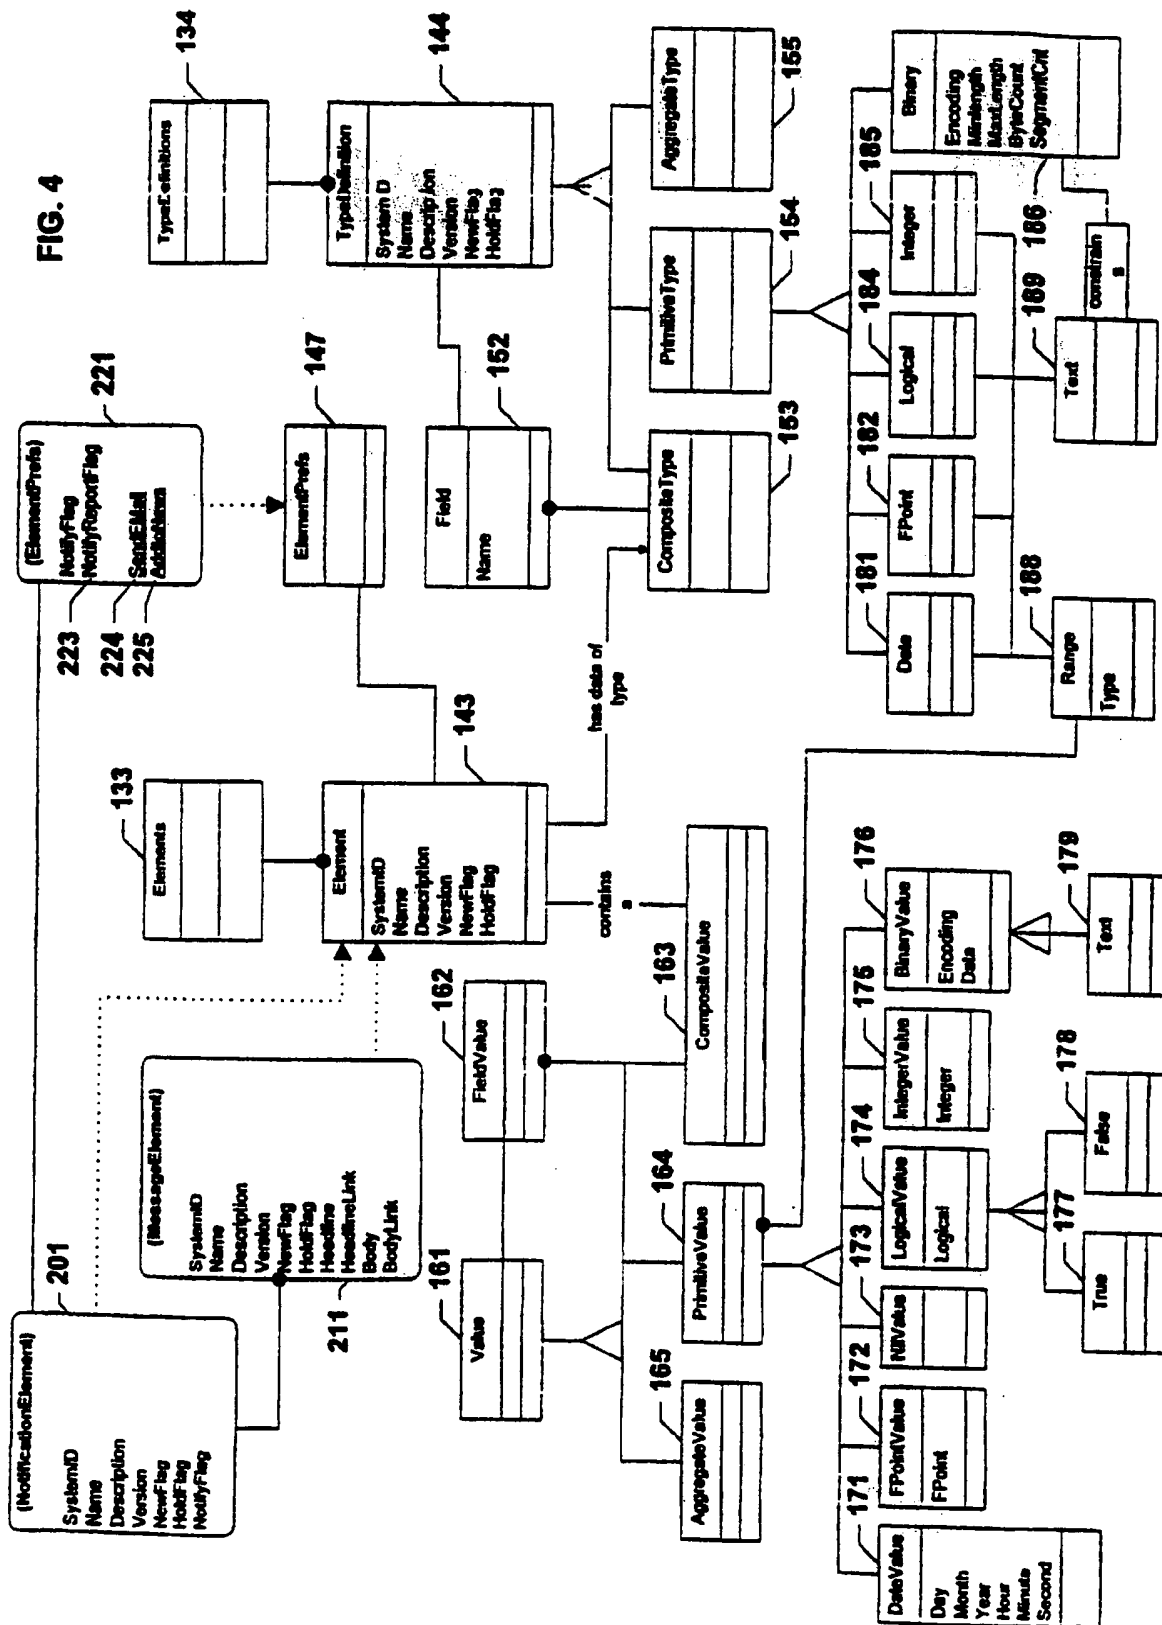 FIG. 4
(NotificationElement)
SystemID
Name
Description
Version
NewFlag
HoldFlag
NotifyFlag
201
(MessageElement)
SystemID
Name
Description
Version
NewFlag
HoldFlag
Headline
HeadlineLink
Body
BodyLink
211
(ElementPrefs)
NotifyFlag
NotifyReportFlag
SendEMail
AddtoNews
221
223
224
225
Elements
133
Element
SystemID
Name
Description
Version
NewFlag
HoldFlag
143
ElementPrefs
147
TypeDefinitions
134
TypeDefinition
System D
Name
Description
Version
NewFlag
HoldFlag
144
Field
Name
152
contains
a
has data of
type
Value
161
FieldValue
162
AggregateValue
165
PrimitiveValue
164
CompositeValue
163
CompositeType
153
PrimitiveType
154
AggregateType
155
DateValue
Day
Month
Year
Hour
Minute
Second
171
FPointValue
FPoint
172
NilValue
173
LogicalValue
Logical
174
IntegerValue
Integer
175
BinaryValue
Encoding
Data
176
True
177
False
178
Text
179
Date
181
FPoint
182
Logical
184
Integer
185
Binary
Encoding
Minlength
MaxLength
ByteCount
SegmentCnt
186
Range
Type
188
Text
189
constrain
s